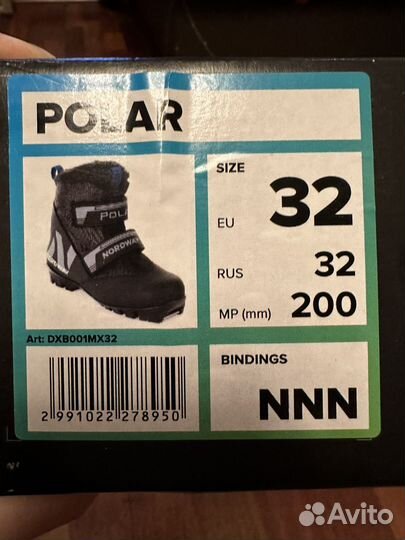 POLAR
POLAR
NORDWAY
Art: DXB001MX32
2 991022 278950
SIZE
EU 32
RUS 32
MP (mm) 200
BINDINGS
NNN
Avito